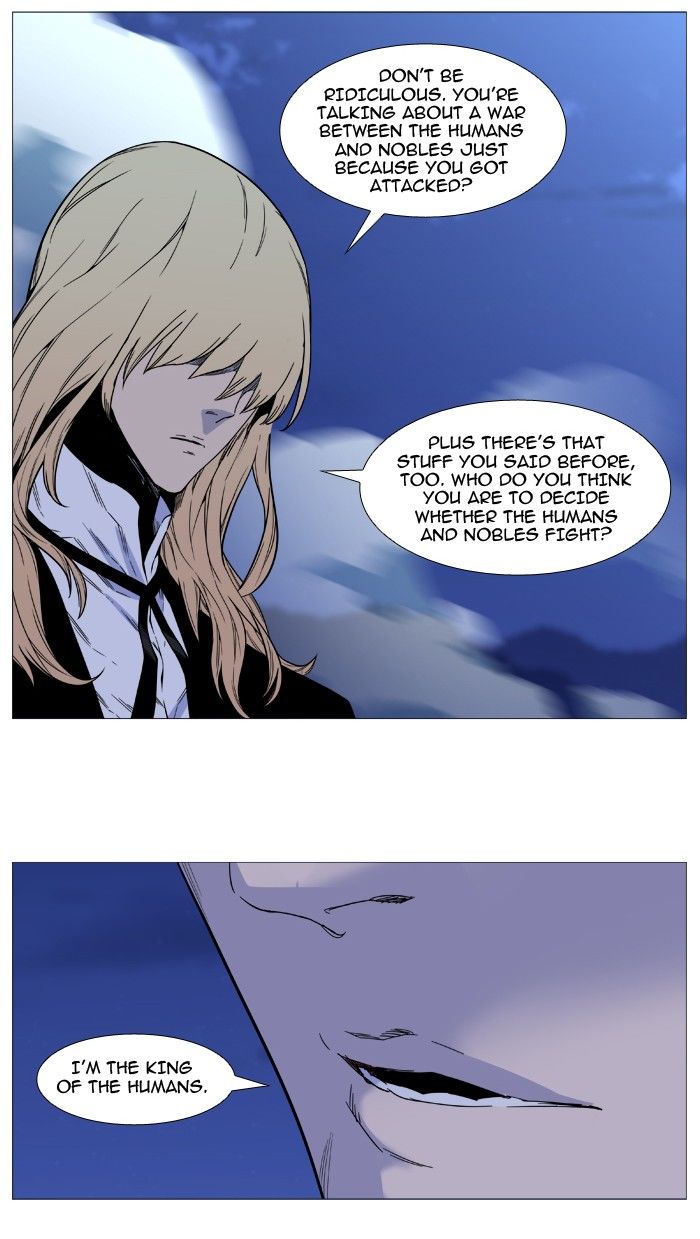 DON'T BE
RIDICULOUS. YOU'RE
TALKING ABOUT A WAR
BETWEEN THE HUMANS
AND NOBLES JUST
BECAUSE YOU GOT
ATTACKED?
PLUS THERE'S THAT
STUFF YOU SAID BEFORE,
TOO. WHO DO YOU THINK
YOU ARE TO DECIDE
WHETHER THE HUMANS
AND NOBLES FIGHT?
I'M THE KING
OF THE HUMANS.